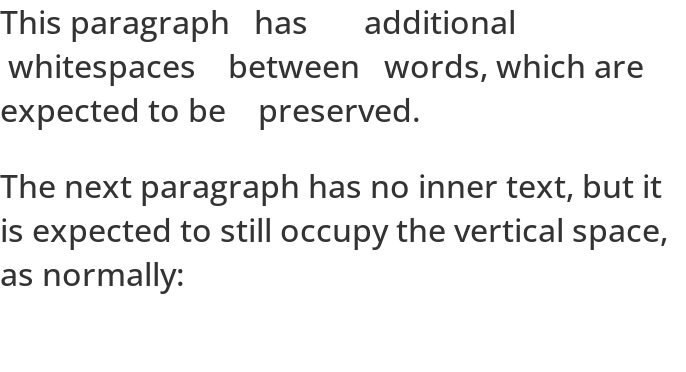 This paragraph   has       additional
 whitespaces    between   words, which are
expected to be    preserved.
The next paragraph has no inner text, but it
is expected to still occupy the vertical space,
as normally: